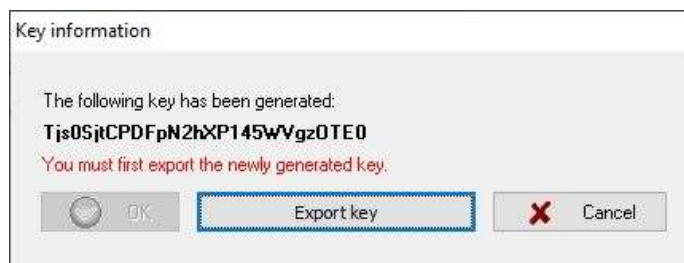 Key information
The following key has been generated:
Tjs0SjtCPDFpN2hXP145WVgzOTE0
You must first export the newly generated key.
OK
Export key
Cancel